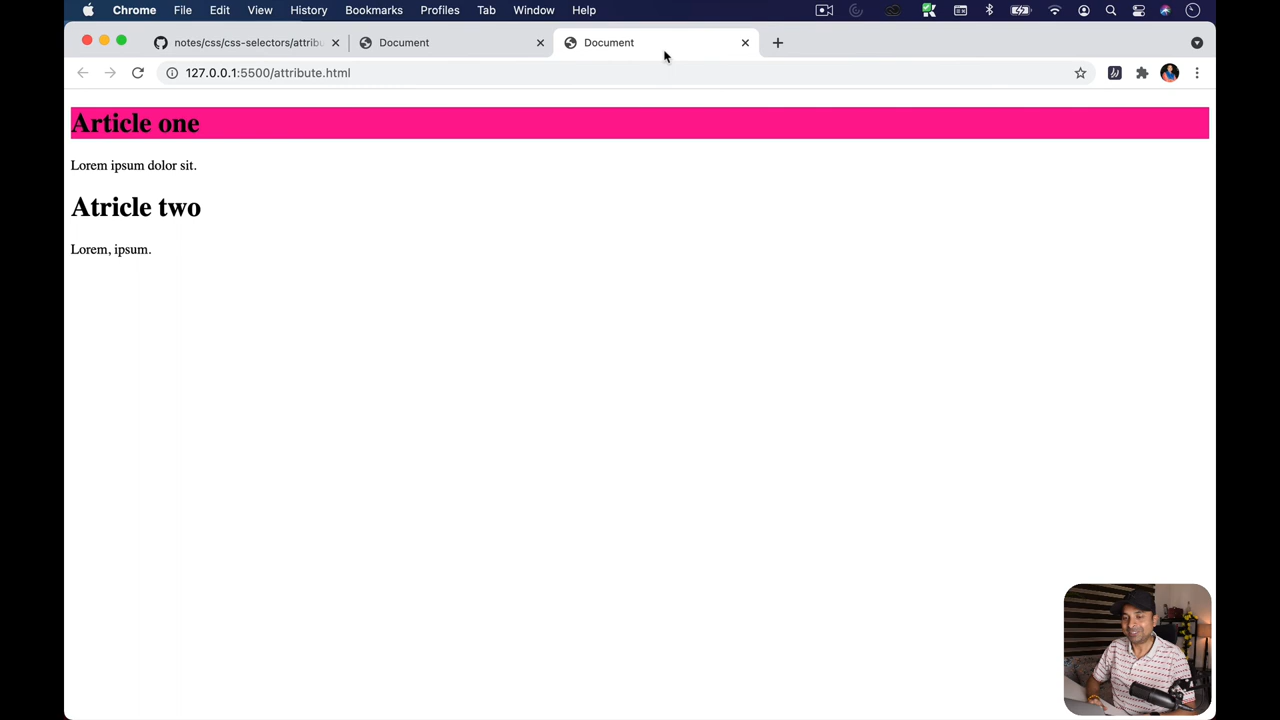 Chrome File Edit View History Bookmarks Profiles Tab Window Help
notes/css/css-selectors/attribu Document Document
127.0.0.1:5500/attribute.html
Article one
Lorem ipsum dolor sit.
Atricle two
Lorem, ipsum.